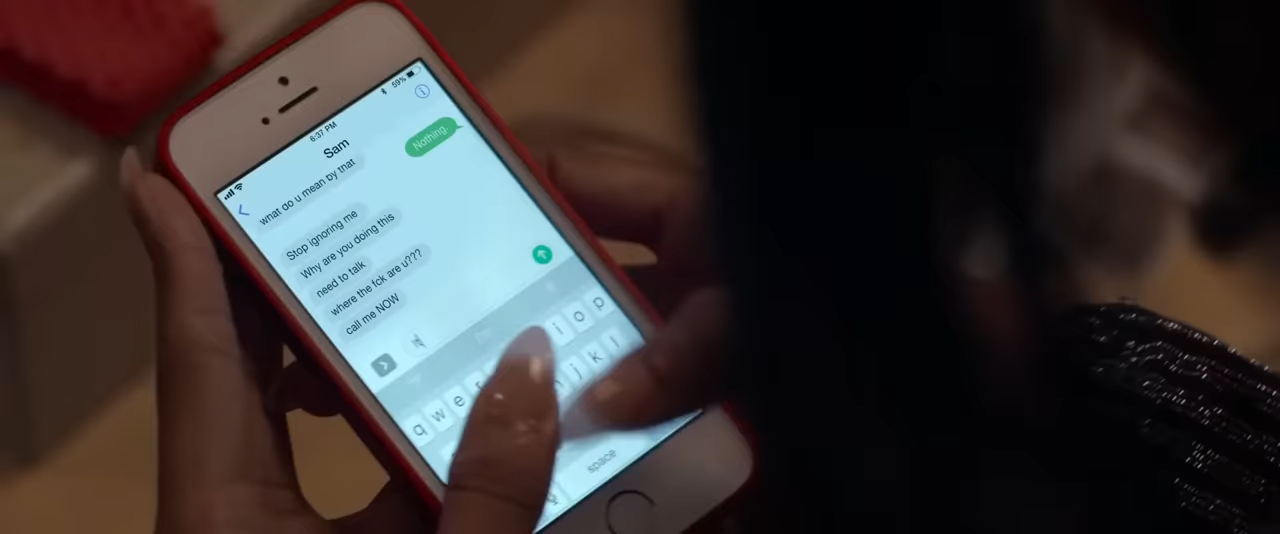 59%
6:37 PM
Sam
Nothing.
what do u mean by that
Stop ignoring me
Why are you doing this
need to talk
where the fck are u???
call me NOW
i o p
q w e
j k l
space